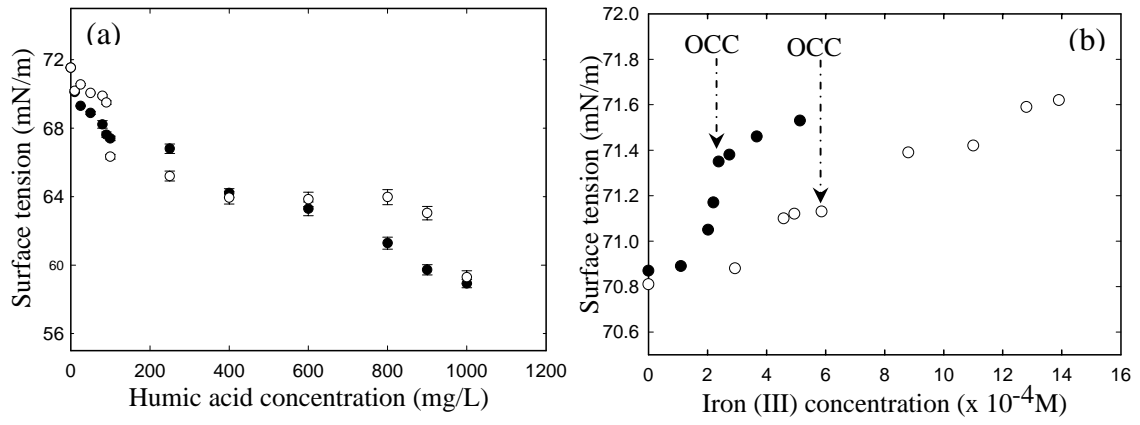 (a)
Surface tension (mN/m)
72
68
64
60
56
0 200 400 600 800 1000 1200
Humic acid concentration (mg/L)
(b)
OCC OCC
Surface tension (mN/m)
72.0
71.6
71.4
71.2
71.0
70.8
70.6
0 2 4 6 8 10 12 14 16
Iron (III) concentration (x 10⁻⁴M)